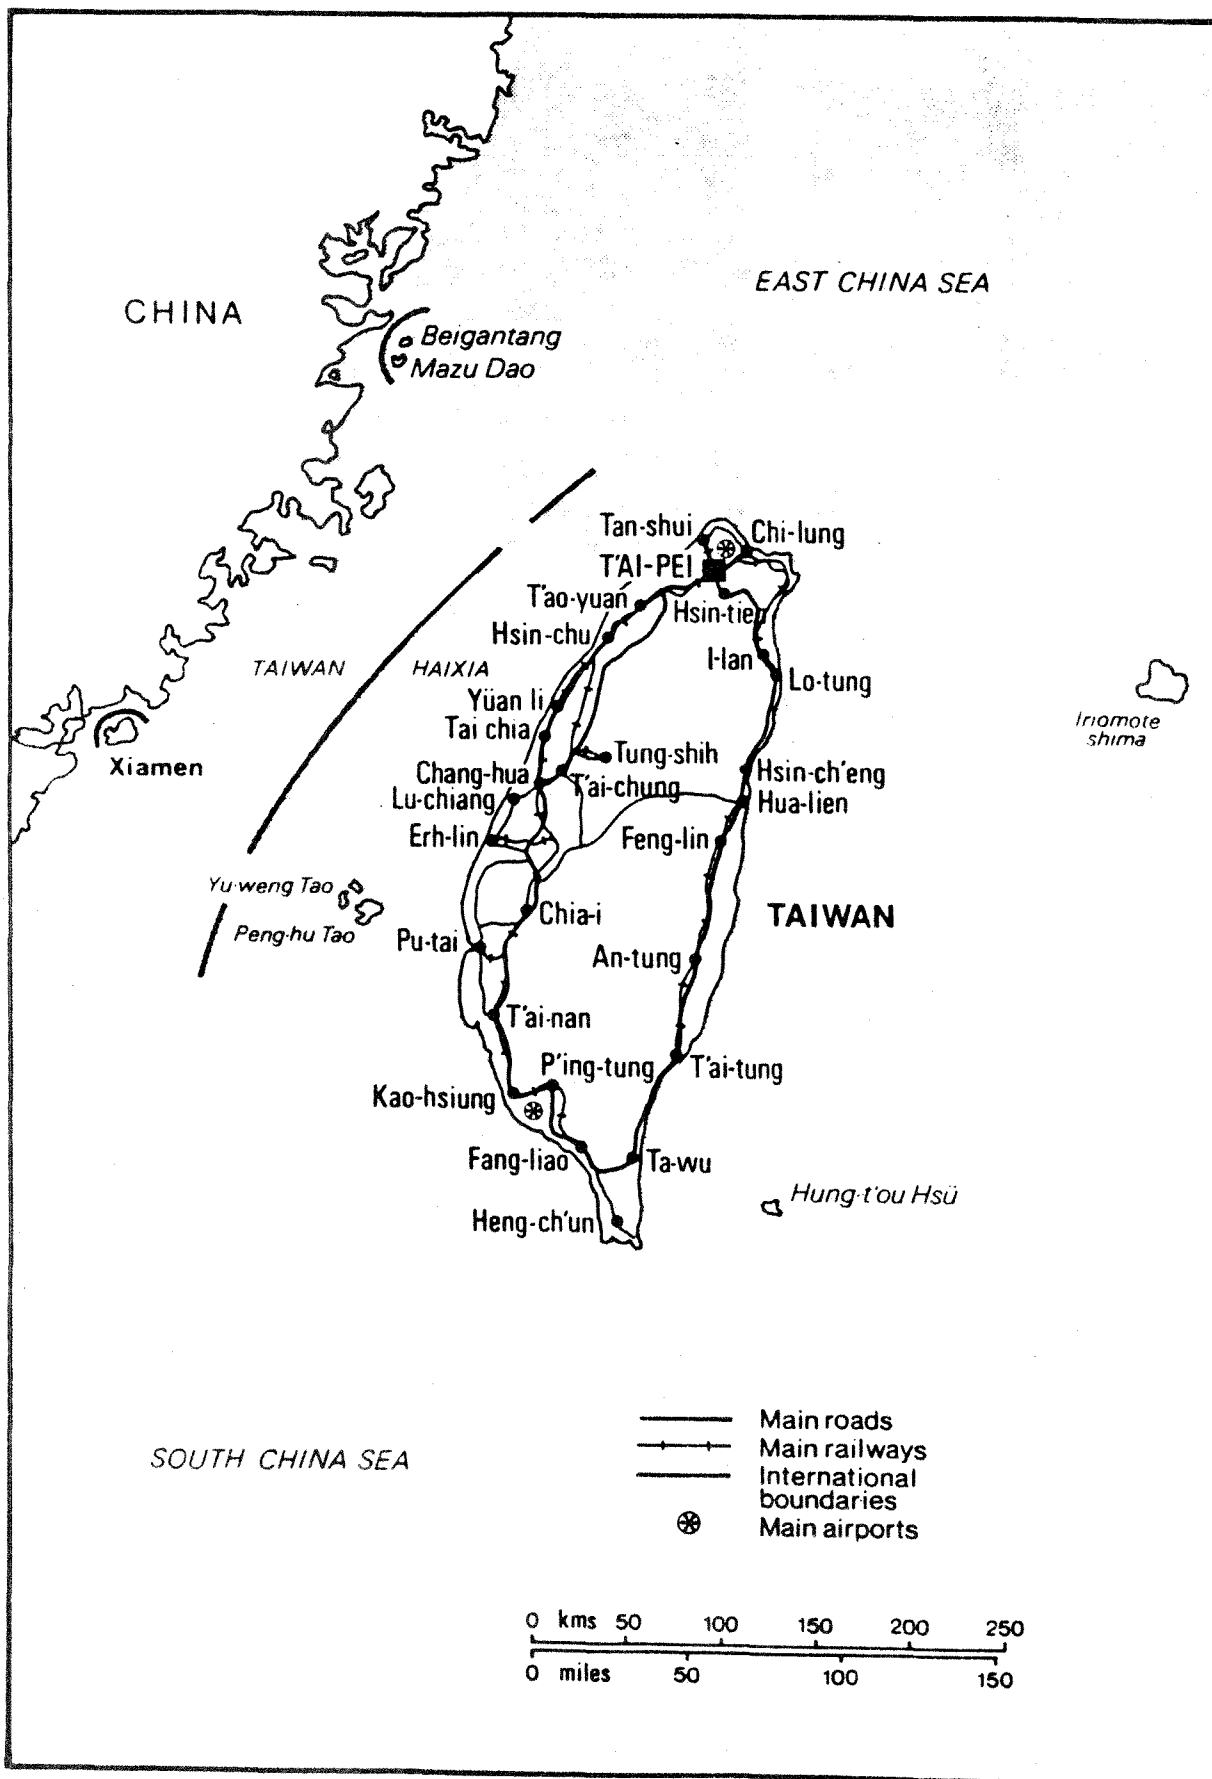 EAST CHINA SEA
CHINA
Beigantang
Mazu Dao
Tan-shui
Chi-lung
T'AI-PEI
T'ao-yuan
Hsin-tien
Hsin-chu
I-lan
TAIWAN HAIXIA
Lo-tung
Yüan li
Tai chia
Iriomote
shima
Xiamen
Tung-shih
Chang-hua
T'ai-chung
Hsin-ch'eng
Lu-chiang
Hua-lien
Erh-lin
Feng-lin
Yu-weng Tao
Chia-i
TAIWAN
Peng-hu Tao
Pu-tai
An-tung
T'ai-nan
P'ing-tung
T'ai-tung
Kao-hsiung
Fang-liao
Ta-wu
Hung-t'ou Hsü
Heng-ch'un
SOUTH CHINA SEA
Main roads
Main railways
International
boundaries
Main airports
0 kms 50 100 150 200 250
0 miles 50 100 150